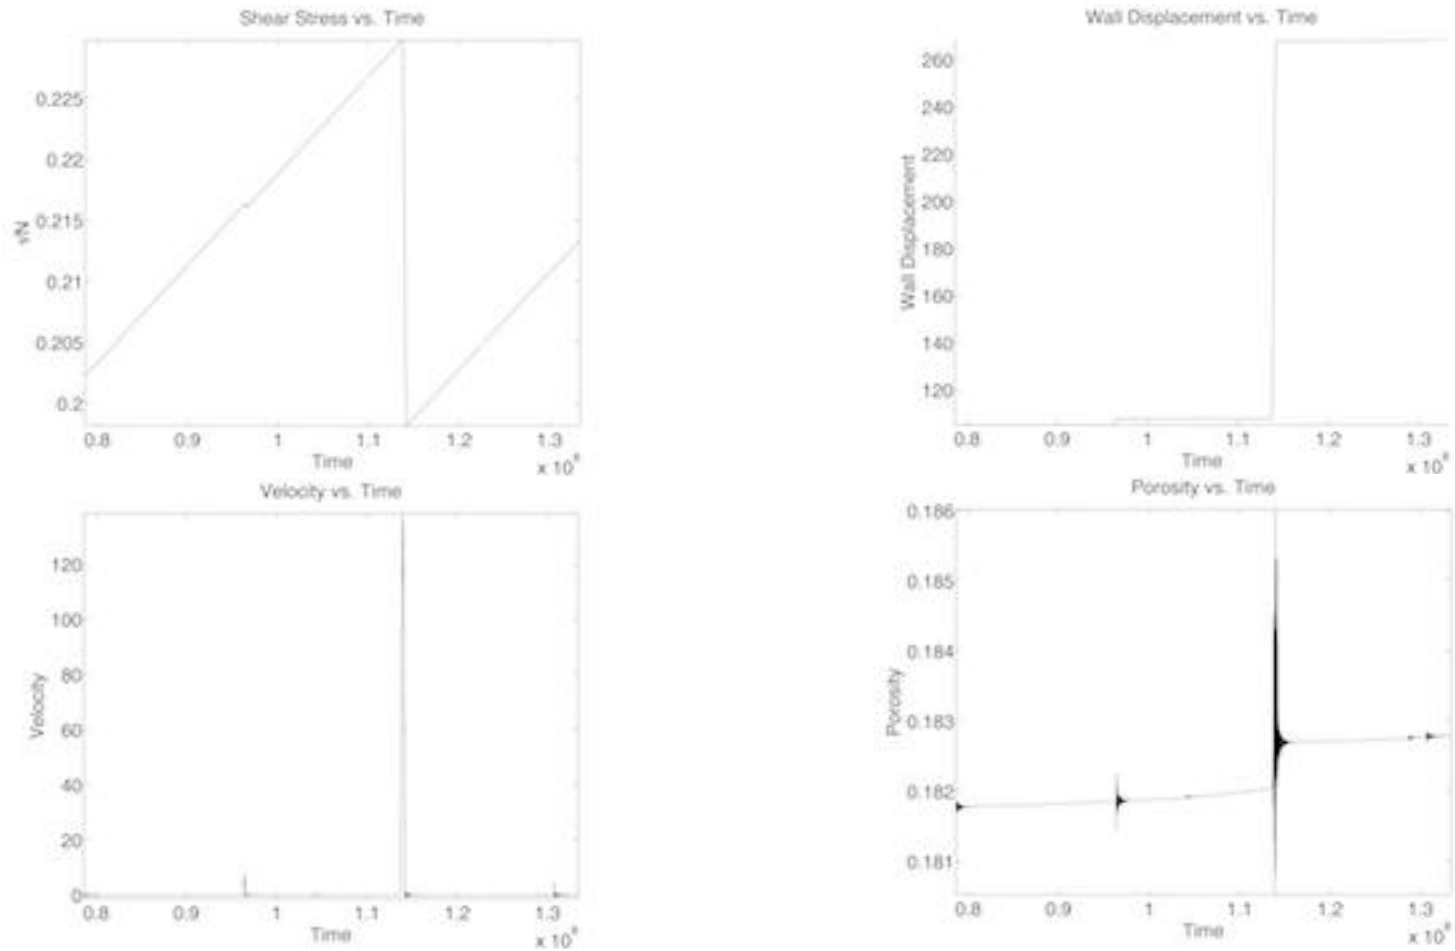 Shear Stress vs. Time
0.225
0.22
0.215
0.21
0.205
0.2
0.8 0.9 1 1.1 1.2 1.3
Time
Wall Displacement vs. Time
Wall Displacement
260
240
220
200
180
160
140
120
0.8 0.9 1 1.1 1.2 1.3
Time
Velocity vs. Time
Velocity
120
100
80
60
40
20
0
0.8 0.9 1 1.1 1.2 1.3
Time
x 10
Porosity vs. Time
Porosity
0.186
0.185
0.184
0.183
0.182
0.181
0.8 0.9 1 1.1 1.2 1.3
Time
x 10